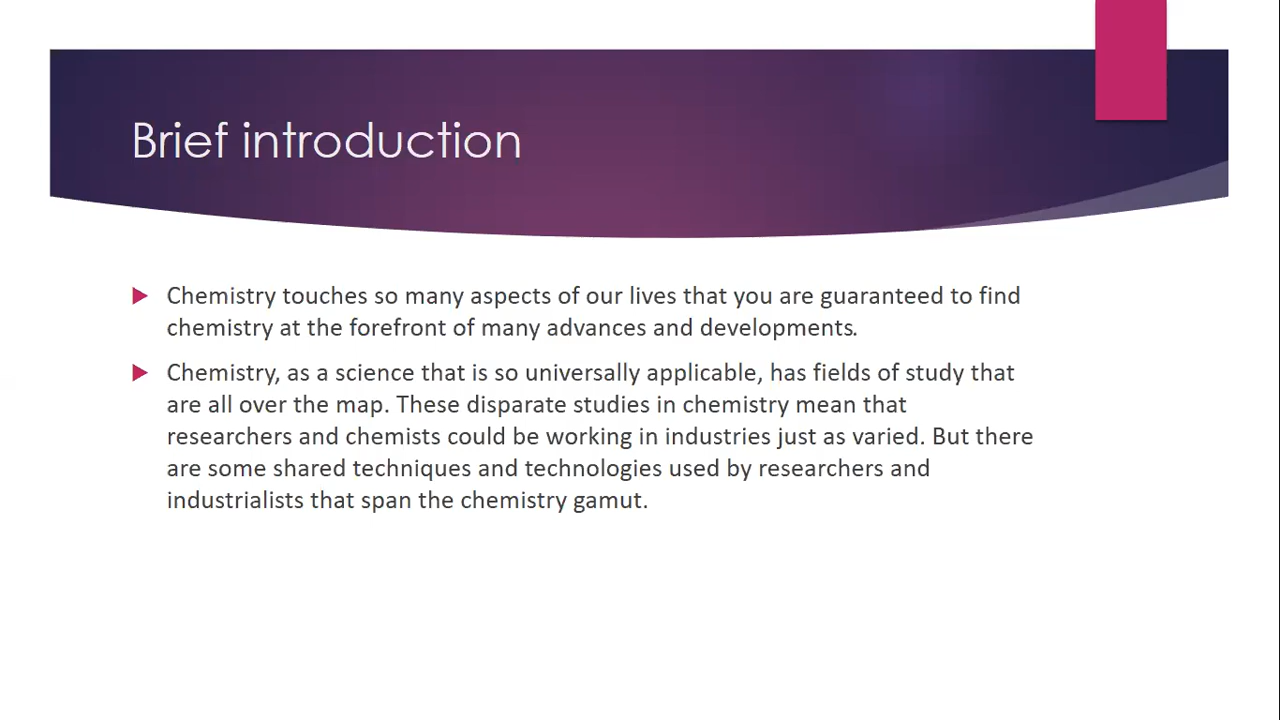 Brief introduction
Chemistry touches so many aspects of our lives that you are guaranteed to find
chemistry at the forefront of many advances and developments.
Chemistry, as a science that is so universally applicable, has fields of study that
are all over the map. These disparate studies in chemistry mean that
researchers and chemists could be working in industries just as varied. But there
are some shared techniques and technologies used by researchers and
industrialists that span the chemistry gamut.